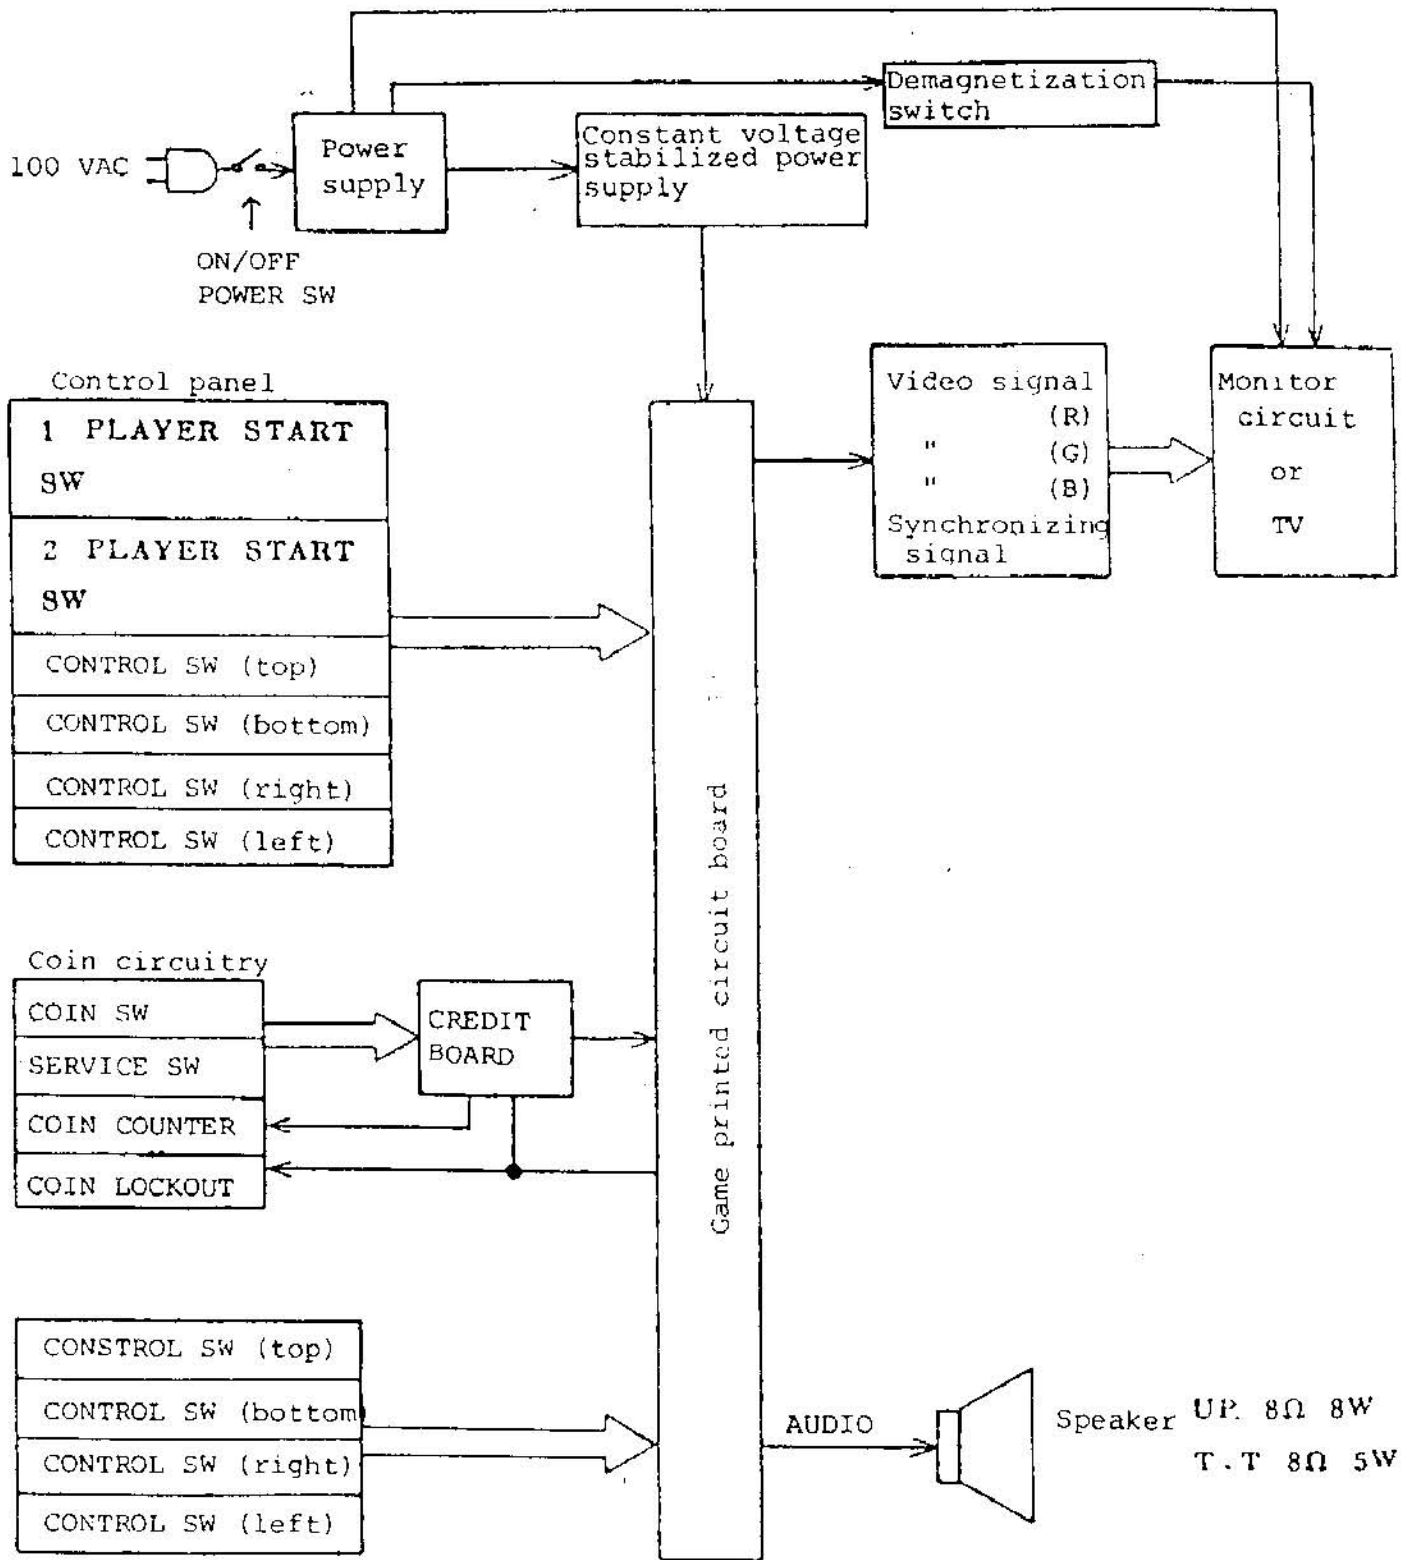 Demagnetization
switch
100 VAC
Power
supply
Constant voltage
stabilized power
supply
ON/OFF
POWER SW
Control panel
1 PLAYER START
SW
2 PLAYER START
SW
CONTROL SW (top)
CONTROL SW (bottom)
CONTROL SW (right)
CONTROL SW (left)
Video signal
(R)
" (G)
" (B)
Synchronizing
signal
Monitor
circuit
or
TV
Game printed circuit board
Coin circuitry
COIN SW
SERVICE SW
COIN COUNTER
COIN LOCKOUT
CREDIT
BOARD
CONSTROL SW (top)
CONTROL SW (bottom
CONTROL SW (right)
CONTROL SW (left)
AUDIO
Speaker UP. 8Ω 8W
T.T 8Ω 5W